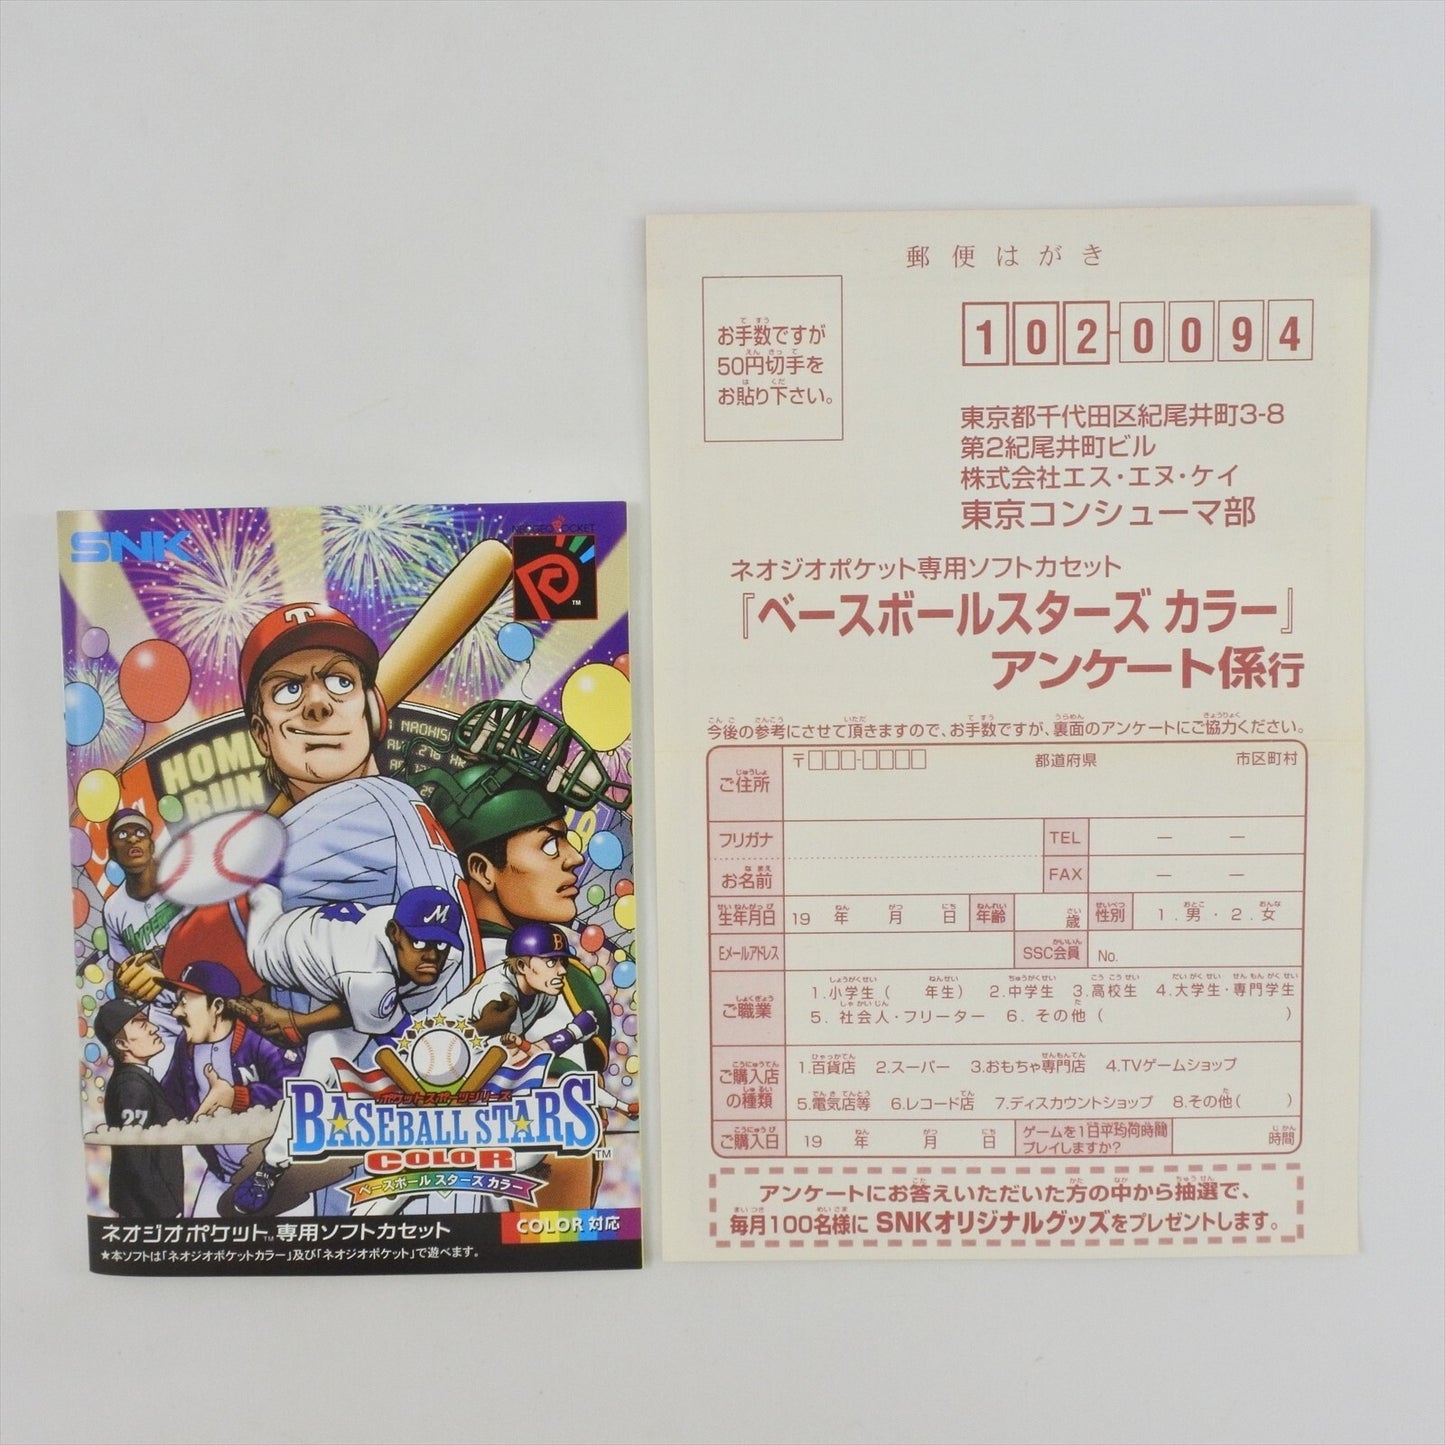 SNK
NEOGEO POCKET
TM
T
NAOHIS
276 HR
HOME
RUN
M
B
N
27
7
ポケットスポーツシリーズ
BASEBALL STARS™
COLOR
ベースボール スターズ カラー
ネオジオポケット™専用ソフトカセット
COLOR 対応
★本ソフトは「ネオジオポケットカラー」及び「ネオジオポケット」で遊べます。
郵便はがき
お手数ですが
50円切手を
お貼り下さい。
102-0094
東京都千代田区紀尾井町3-8
第2紀尾井町ビル
株式会社エス・エヌ・ケイ
東京コンシューマ部
ネオジオポケット専用ソフトカセット
『ベースボールスターズ カラー』
アンケート係行
今後の参考にさせて頂きますので、お手数ですが、裏面のアンケートにご協力ください。
ご住所 〒□□□-□□□□ 都道府県 市区町村
フリガナ TEL — —
お名前 FAX — —
生年月日 19 年 月 日 年齢 歳 性別 1.男・2.女
Eメールアドレス SSC会員 No.
ご職業 1.小学生( 年生) 2.中学生 3.高校生 4.大学生・専門学生
5. 社会人・フリーター 6. その他( )
ご購入店の種類 1.百貨店 2.スーパー 3.おもちゃ専門店 4.TVゲームショップ
5.電気店等 6.レコード店 7.ディスカウントショップ 8.その他( )
ご購入日 19 年 月 日 ゲームを1日平均何時間プレイしますか? 時間
アンケートにお答えいただいた方の中から抽選で、
毎月100名様に SNKオリジナルグッズをプレゼントします。